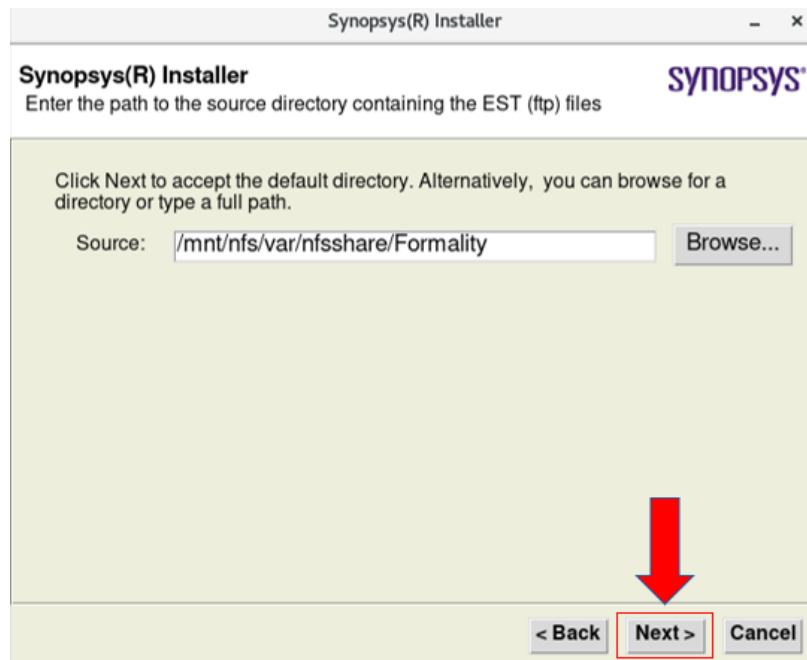 Synopsys(R) Installer
Synopsys(R) Installer
SYNOPSYS®
Enter the path to the source directory containing the EST (ftp) files
Click Next to accept the default directory. Alternatively, you can browse for a
directory or type a full path.
Source: /mnt/nfs/var/nfsshare/Formality Browse...
< Back Next > Cancel